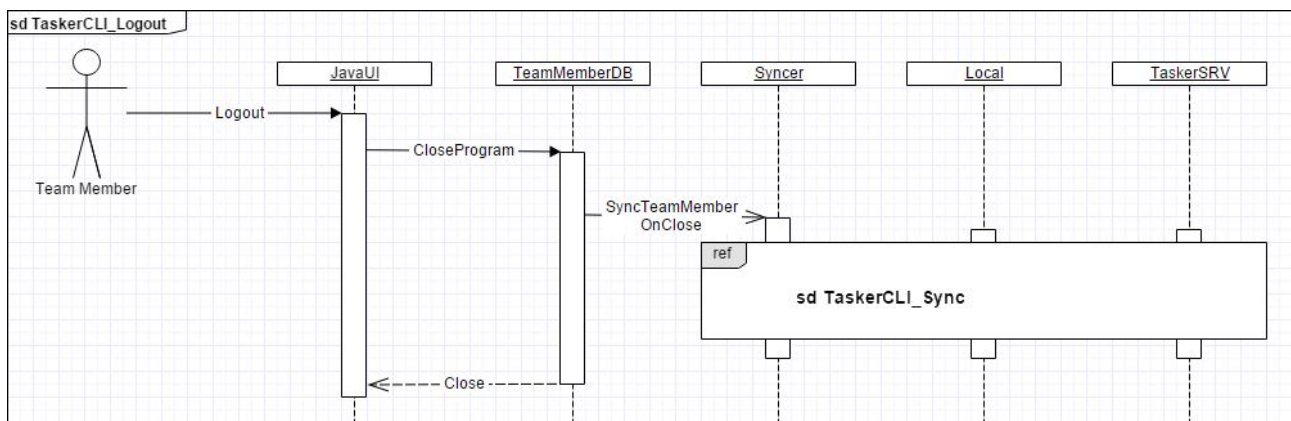 sd TaskerCLI_Logout
JavaUI
TeamMemberDB
Syncer
Local
TaskerSRV
Logout
CloseProgram
Team Member
SyncTeamMember
OnClose
ref
sd TaskerCLI_Sync
Close